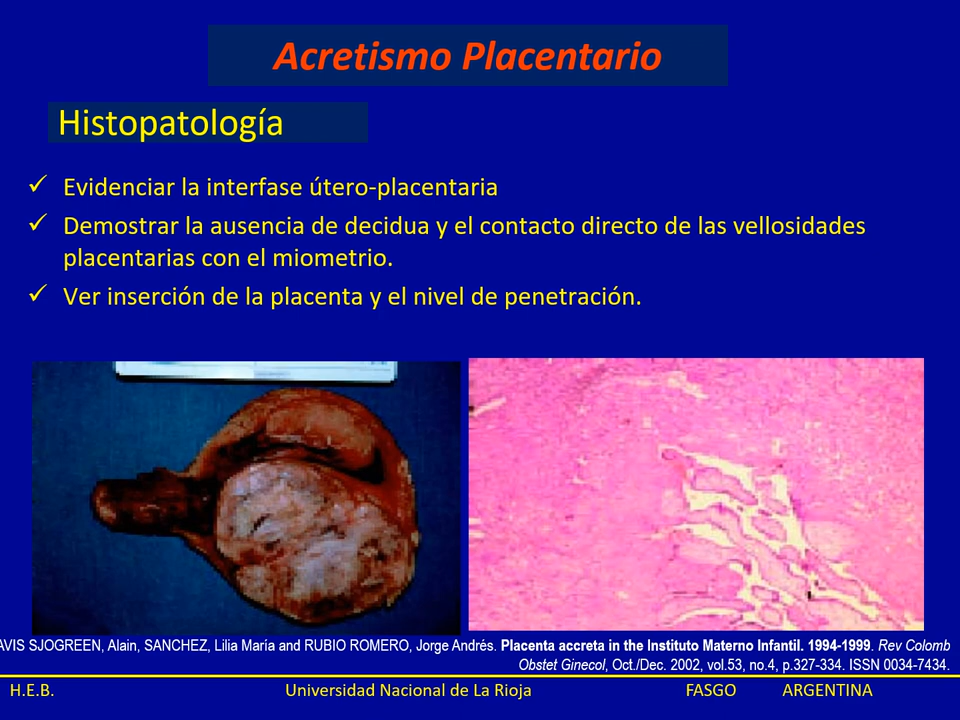 Acretismo Placentario
Histopatología
✓ Evidenciar la interfase útero-placentaria
✓ Demostrar la ausencia de decidua y el contacto directo de las vellosidades
placentarias con el miometrio.
✓ Ver inserción de la placenta y el nivel de penetración.
AVIS SJOGREEN, Alain, SANCHEZ, Lilia María and RUBIO ROMERO, Jorge Andrés. Placenta accreta in the Instituto Materno Infantil. 1994-1999. Rev Colomb
Obstet Ginecol, Oct./Dec. 2002, vol.53, no.4, p.327-334. ISSN 0034-7434.
H.E.B. Universidad Nacional de La Rioja FASGO ARGENTINA